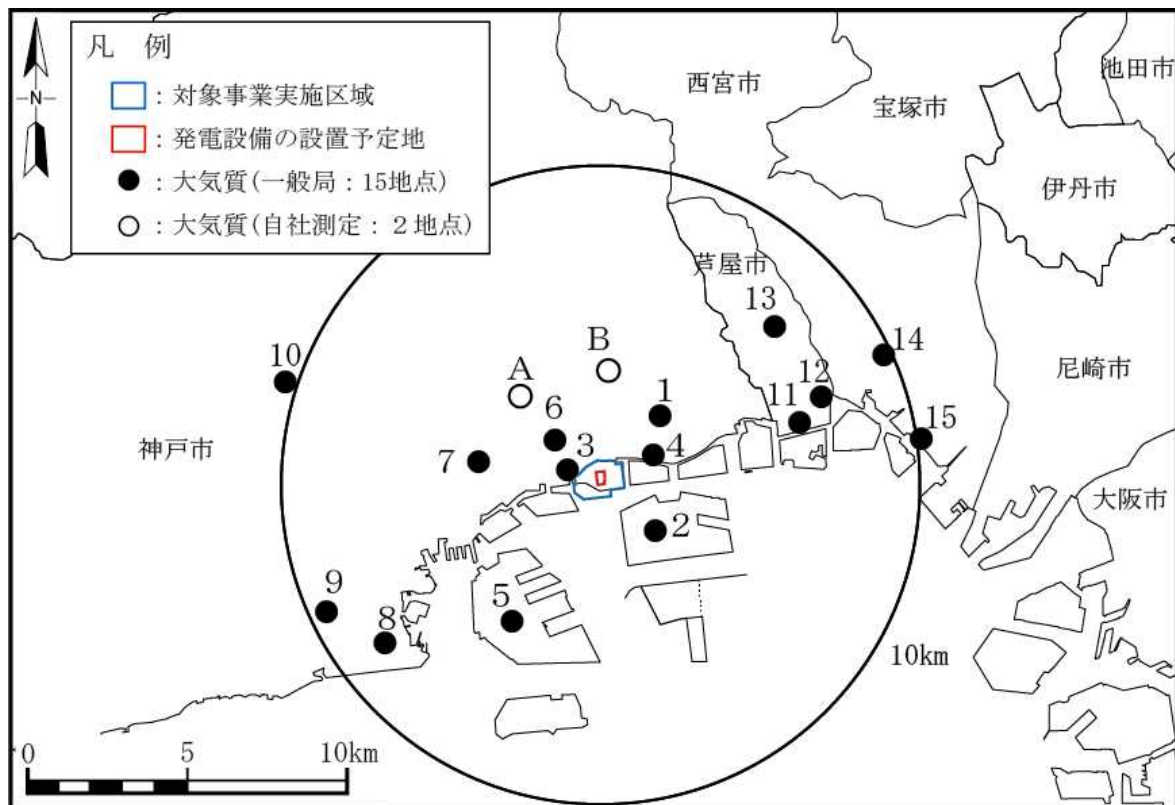 凡 例
：対象事業実施区域
：発電設備の設置予定地
：大気質(一般局：15地点)
：大気質(自社測定：２地点)
N
西宮市
宝塚市
池田市
伊丹市
芦屋市
尼崎市
神戸市
大阪市
13
14
10
B
A
12
1
11
15
6
4
7
3
2
9
5
8
10km
0 5 10km